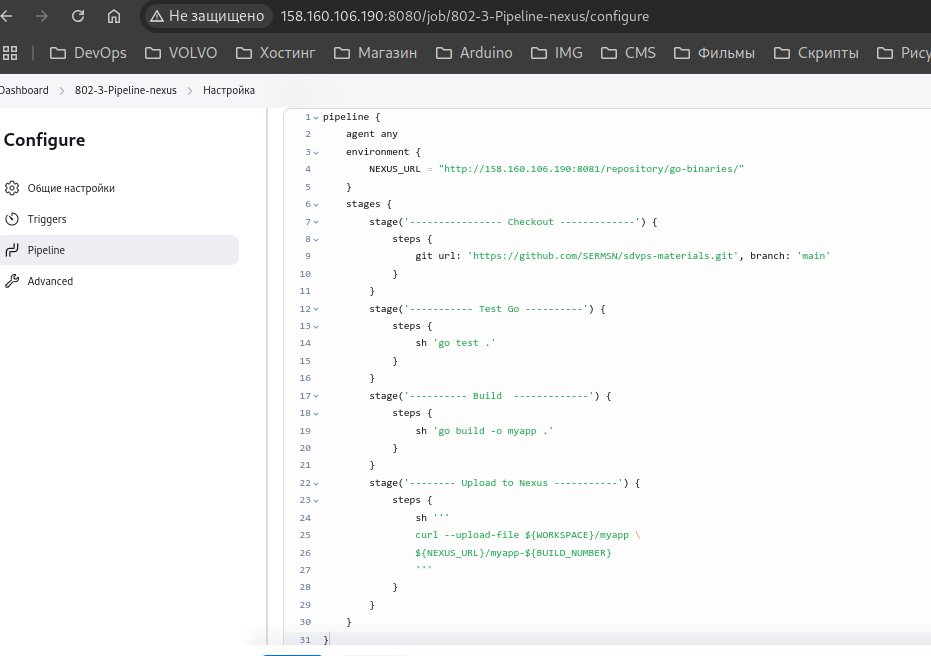 Не защищено 158.160.106.190:8080/job/802-3-Pipeline-nexus/configure
DevOps VOLVO Хостинг Магазин Arduino IMG CMS Фильмы Скрипты Рису
Dashboard 802-3-Pipeline-nexus Настройка
Configure
Общие настройки
Triggers
Pipeline
Advanced
1 pipeline {
2     agent any
3     environment {
4         NEXUS_URL = "http://158.160.106.190:8081/repository/go-binaries/"
5     }
6     stages {
7         stage('---------------- Checkout -------------') {
8             steps {
9                 git url: 'https://github.com/SERMSN/sdvps-materials.git', branch: 'main'
10             }
11         }
12         stage('----------- Test Go ----------') {
13             steps {
14                 sh 'go test .'
15             }
16         }
17         stage('---------- Build  -------------') {
18             steps {
19                 sh 'go build -o myapp .'
20             }
21         }
22         stage('-------- Upload to Nexus -----------') {
23             steps {
24                 sh '''
25                 curl --upload-file ${WORKSPACE}/myapp \
26                 ${NEXUS_URL}/myapp-${BUILD_NUMBER}
27                 '''
28             }
29         }
30     }
31 }